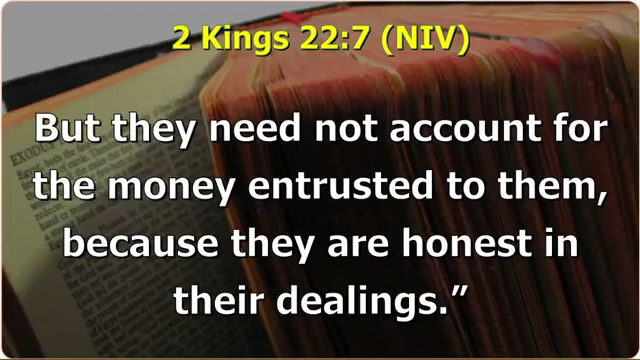 2 Kings 22:7 (NIV)
But they need not account for
the money entrusted to them,
because they are honest in
their dealings.”
EXODUS